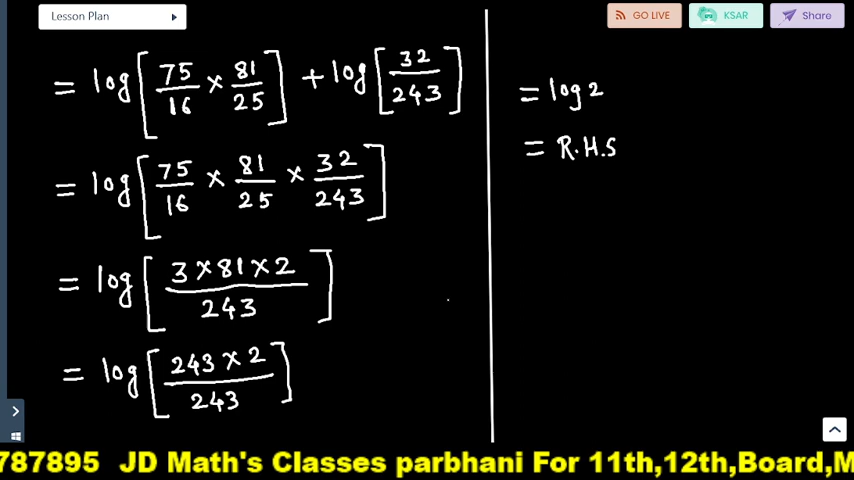 Lesson Plan
GO LIVE
KSAR
Share
= log[75/16 × 81/25] + log[32/243]
= log[75/16 × 81/25 × 32/243]
= log[3×81×2/243]
= log[243×2/243]
= log 2
= R.H.S
787895 JD Math's Classes parbhani For 11th,12th,Board,M